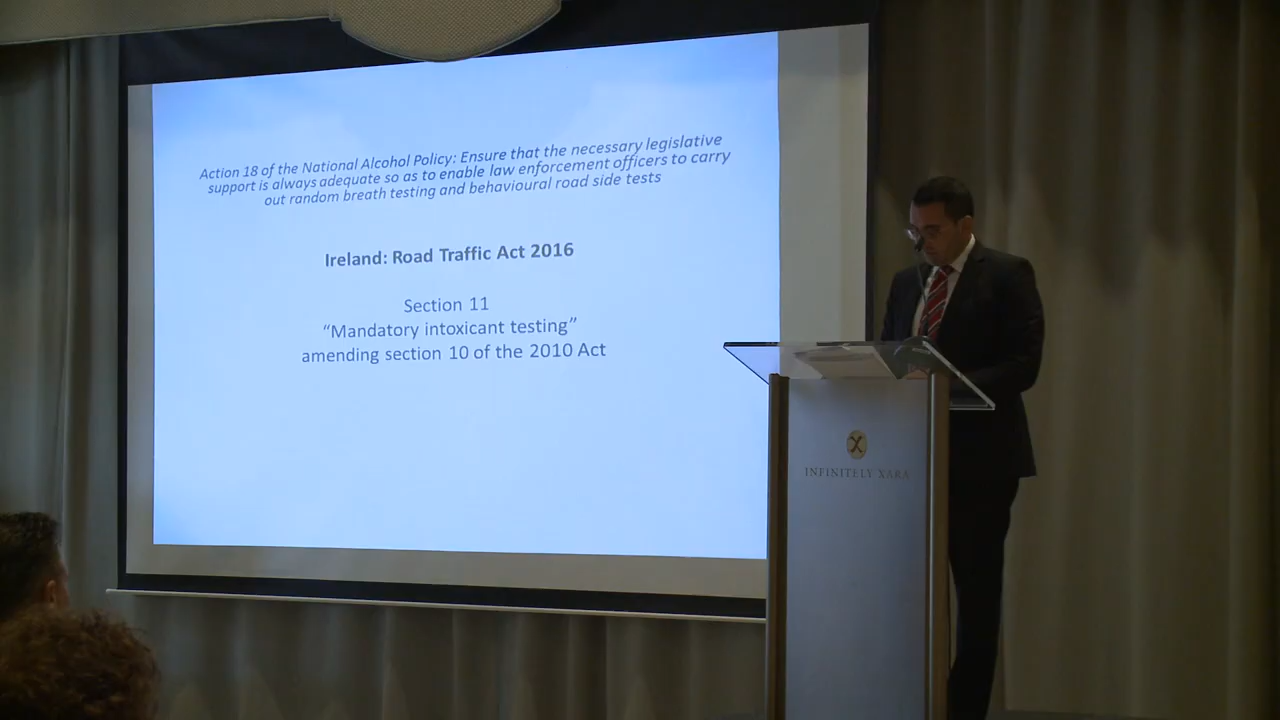 Action 18 of the National Alcohol Policy: Ensure that the necessary legislative
support is always adequate so as to enable law enforcement officers to carry
out random breath testing and behavioural road side tests
Ireland: Road Traffic Act 2016
Section 11
“Mandatory intoxicant testing”
amending section 10 of the 2010 Act
X
INFINITELY XARA